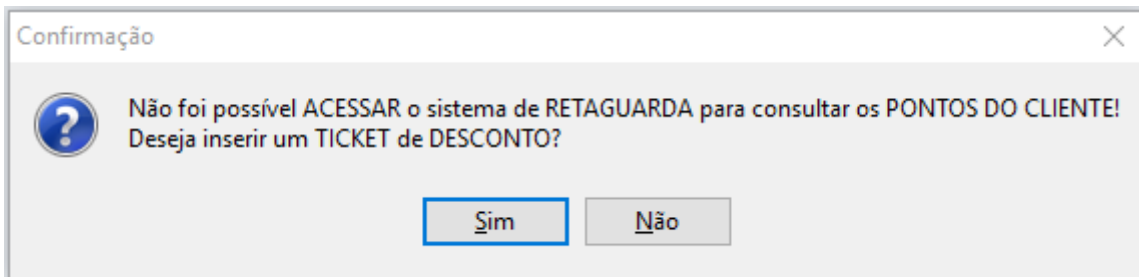 Confirmação
Não foi possível ACESSAR o sistema de RETAGUARDA para consultar os PONTOS DO CLIENTE!
Deseja inserir um TICKET de DESCONTO?
Sim
Não